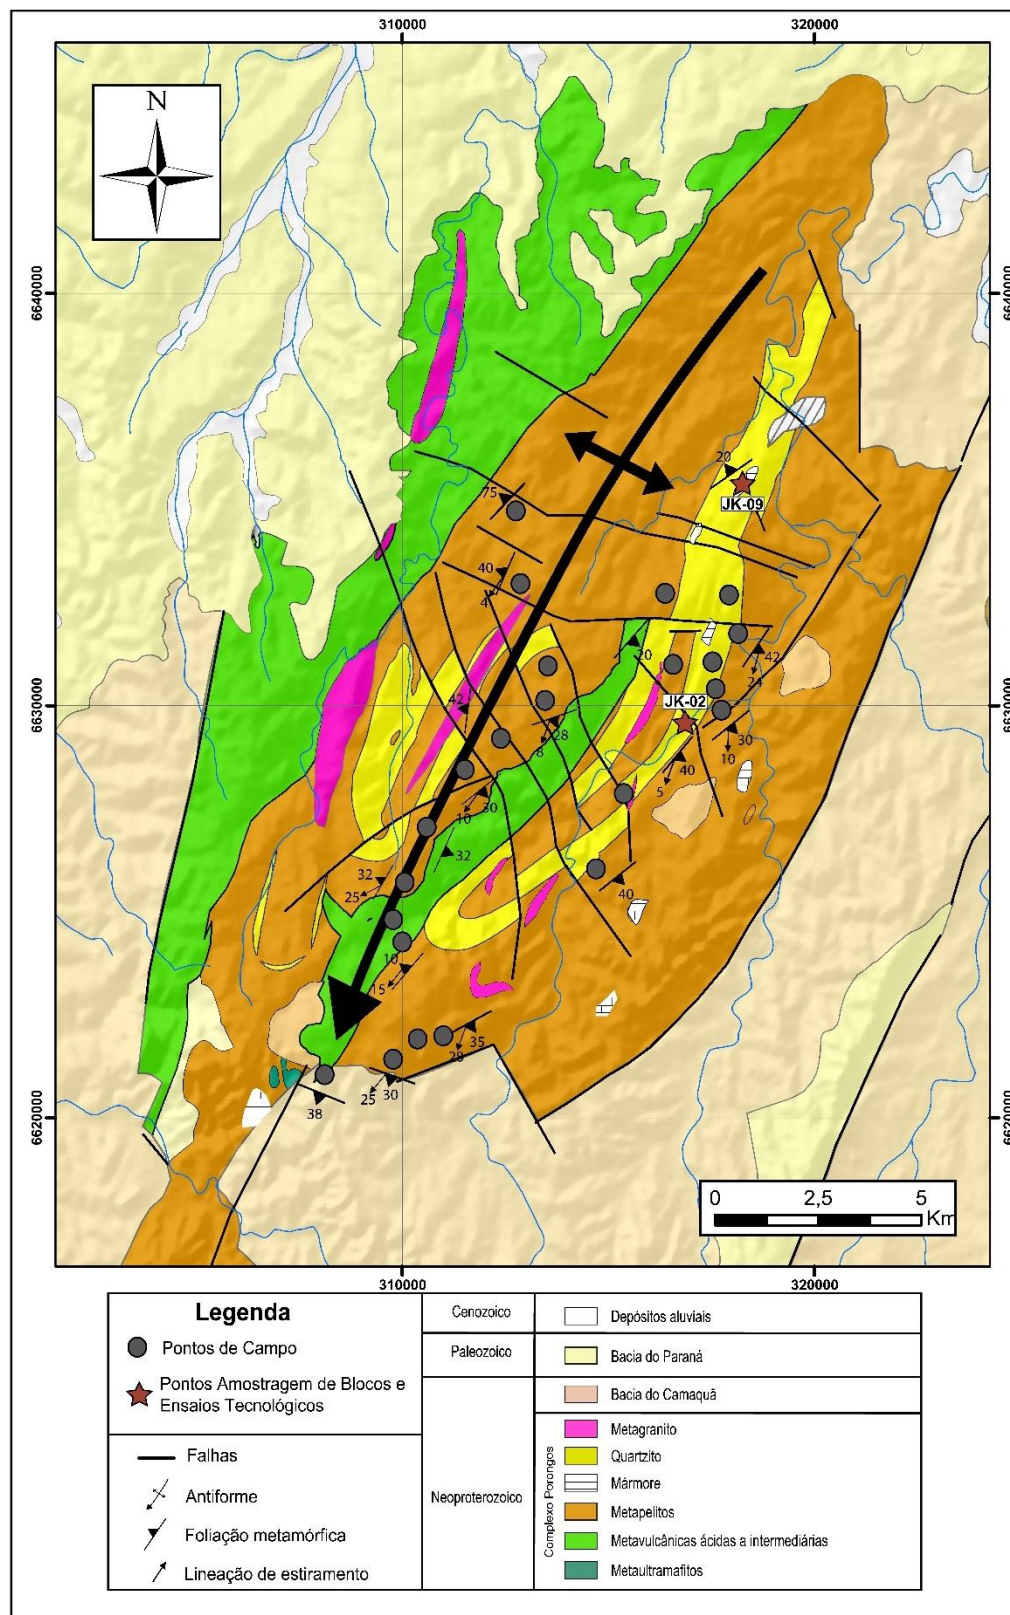 310000
320000
N
6640000
6640000
20
JK-09
75
40
4
20
42
24
JK-02
42
28
8
30
10
40
5
30
10
32
32
25
40
10
15
35
29
25
30
38
6630000
6630000
6620000
6620000
0 2,5 5
Km
310000
320000
Legenda
Pontos de Campo
Pontos Amostragem de Blocos e
Ensaios Tecnológicos
Falhas
Antiforme
Foliação metamórfica
Lineação de estiramento
Cenozoico
Depósitos aluviais
Paleozoico
Bacia do Paraná
Neoproterozoico
Bacia do Camaquã
Complexo Porongos
Metagranito
Quartzito
Mármore
Metapelitos
Metavulcânicas ácidas a intermediárias
Metaultramafitos